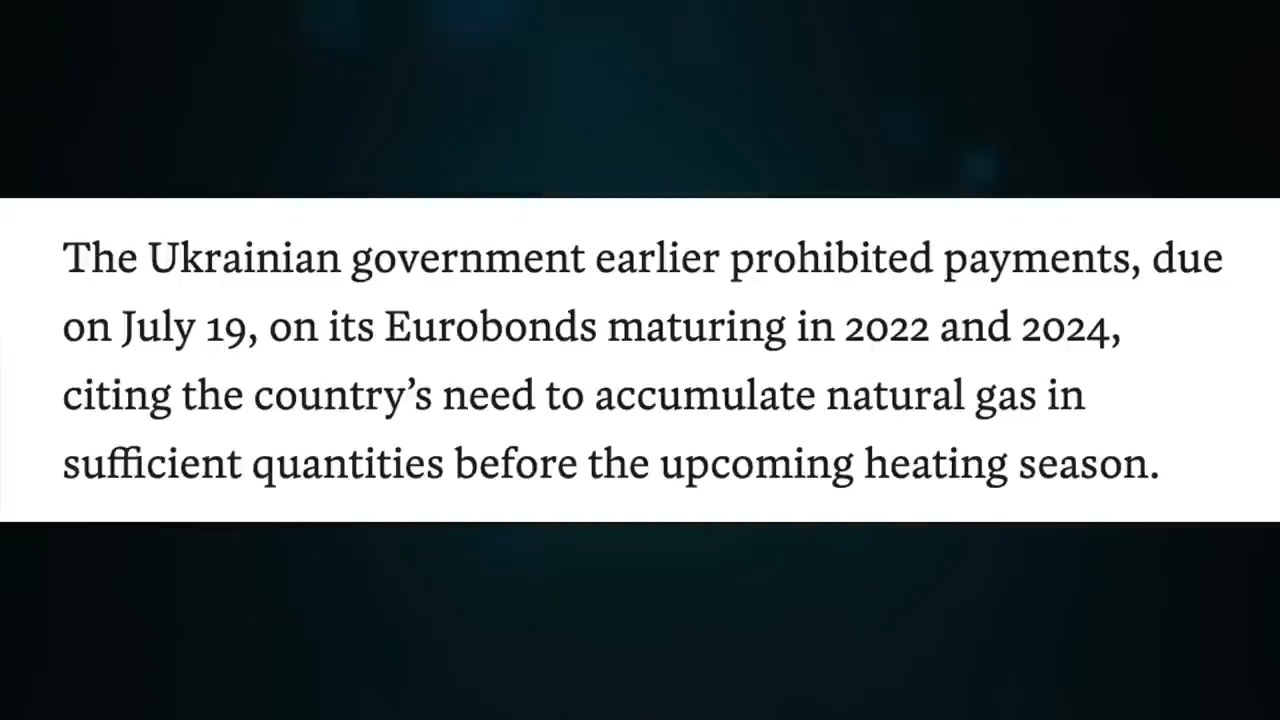 The Ukrainian government earlier prohibited payments, due
on July 19, on its Eurobonds maturing in 2022 and 2024,
citing the country’s need to accumulate natural gas in
sufficient quantities before the upcoming heating season.